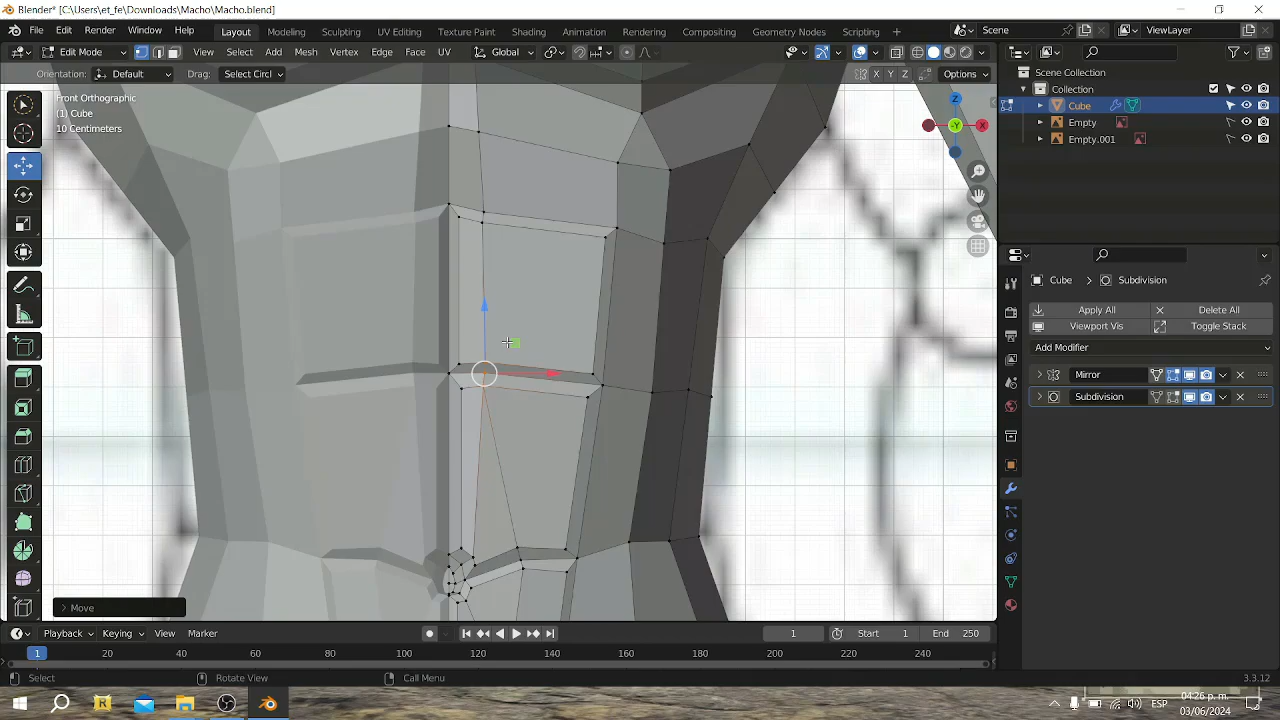 Blender* [C:\Users\et_fe\Downloads\Macho\Macho.blend]
File Edit Render Window Help Layout Modeling Sculpting UV Editing Texture Paint Shading Animation Rendering Compositing Geometry Nodes Scripting Scene ViewLayer
Edit Mode View Select Add Mesh Vertex Edge Face UV Global
Orientation: Default Drag: Select Circl X Y Z Options
Scene Collection
Collection
Cube
Empty
Empty.001
Front Orthographic
(1) Cube
10 Centimeters
Z
X
-Y
Cube > Subdivision
Apply All Delete All
Viewport Vis Toggle Stack
Add Modifier
Mirror
Subdivision
> Move
Playback Keying View Marker 1 Start 1 End 250
1 20 40 60 80 100 120 140 160 180 200 220 240
Select Rotate View Call Menu 3.3.12
ESP
04:26 p. m.
03/06/2024